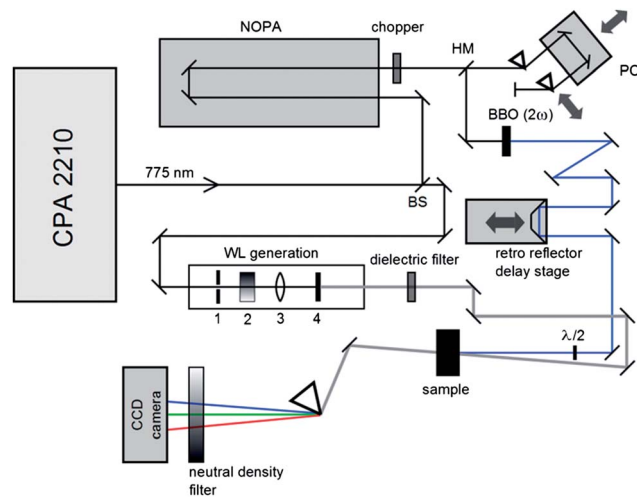 NOPA
chopper
HM
PC
BBO (2ω)
CPA 2210
775 nm
BS
WL generation
dielectric filter
retro reflector
delay stage
1 2 3 4
λ/2
sample
CCD
camera
neutral density
filter